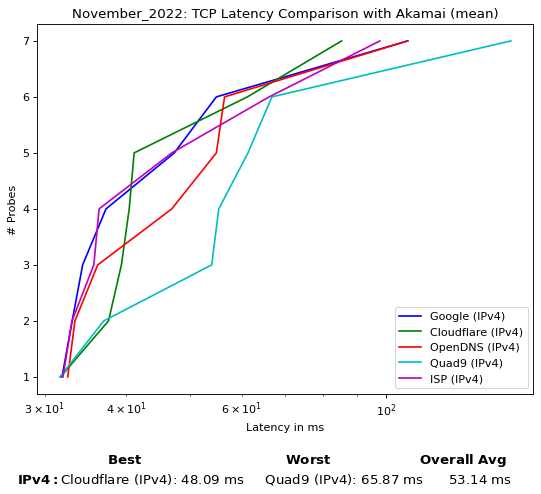 November_2022: TCP Latency Comparison with Akamai (mean)
7
6
5
4
3
2
1
# Probes
Google (IPv4)
Cloudflare (IPv4)
OpenDNS (IPv4)
Quad9 (IPv4)
ISP (IPv4)
3 × 10¹ 4 × 10¹ 6 × 10¹ 10²
Latency in ms
Best Worst Overall Avg
IPv4: Cloudflare (IPv4): 48.09 ms Quad9 (IPv4): 65.87 ms 53.14 ms